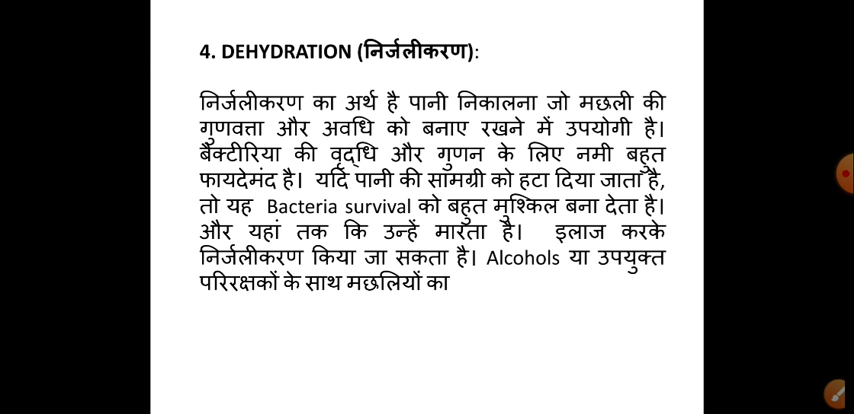 4. DEHYDRATION (निर्जलीकरण):
निर्जलीकरण का अर्थ है पानी निकालना जो मछली की
गुणवत्ता और अवधि को बनाए रखने में उपयोगी है।
बैक्टीरिया की वृद्धि और गुणन के लिए नमी बहुत
फायदेमंद है। यदि पानी की सामग्री को हटा दिया जाता है,
तो यह Bacteria survival को बहुत मुश्किल बना देता है।
और यहां तक कि उन्हें मारता है। इलाज करके
निर्जलीकरण किया जा सकता है। Alcohols या उपयुक्त
परिरक्षकों के साथ मछलियों का